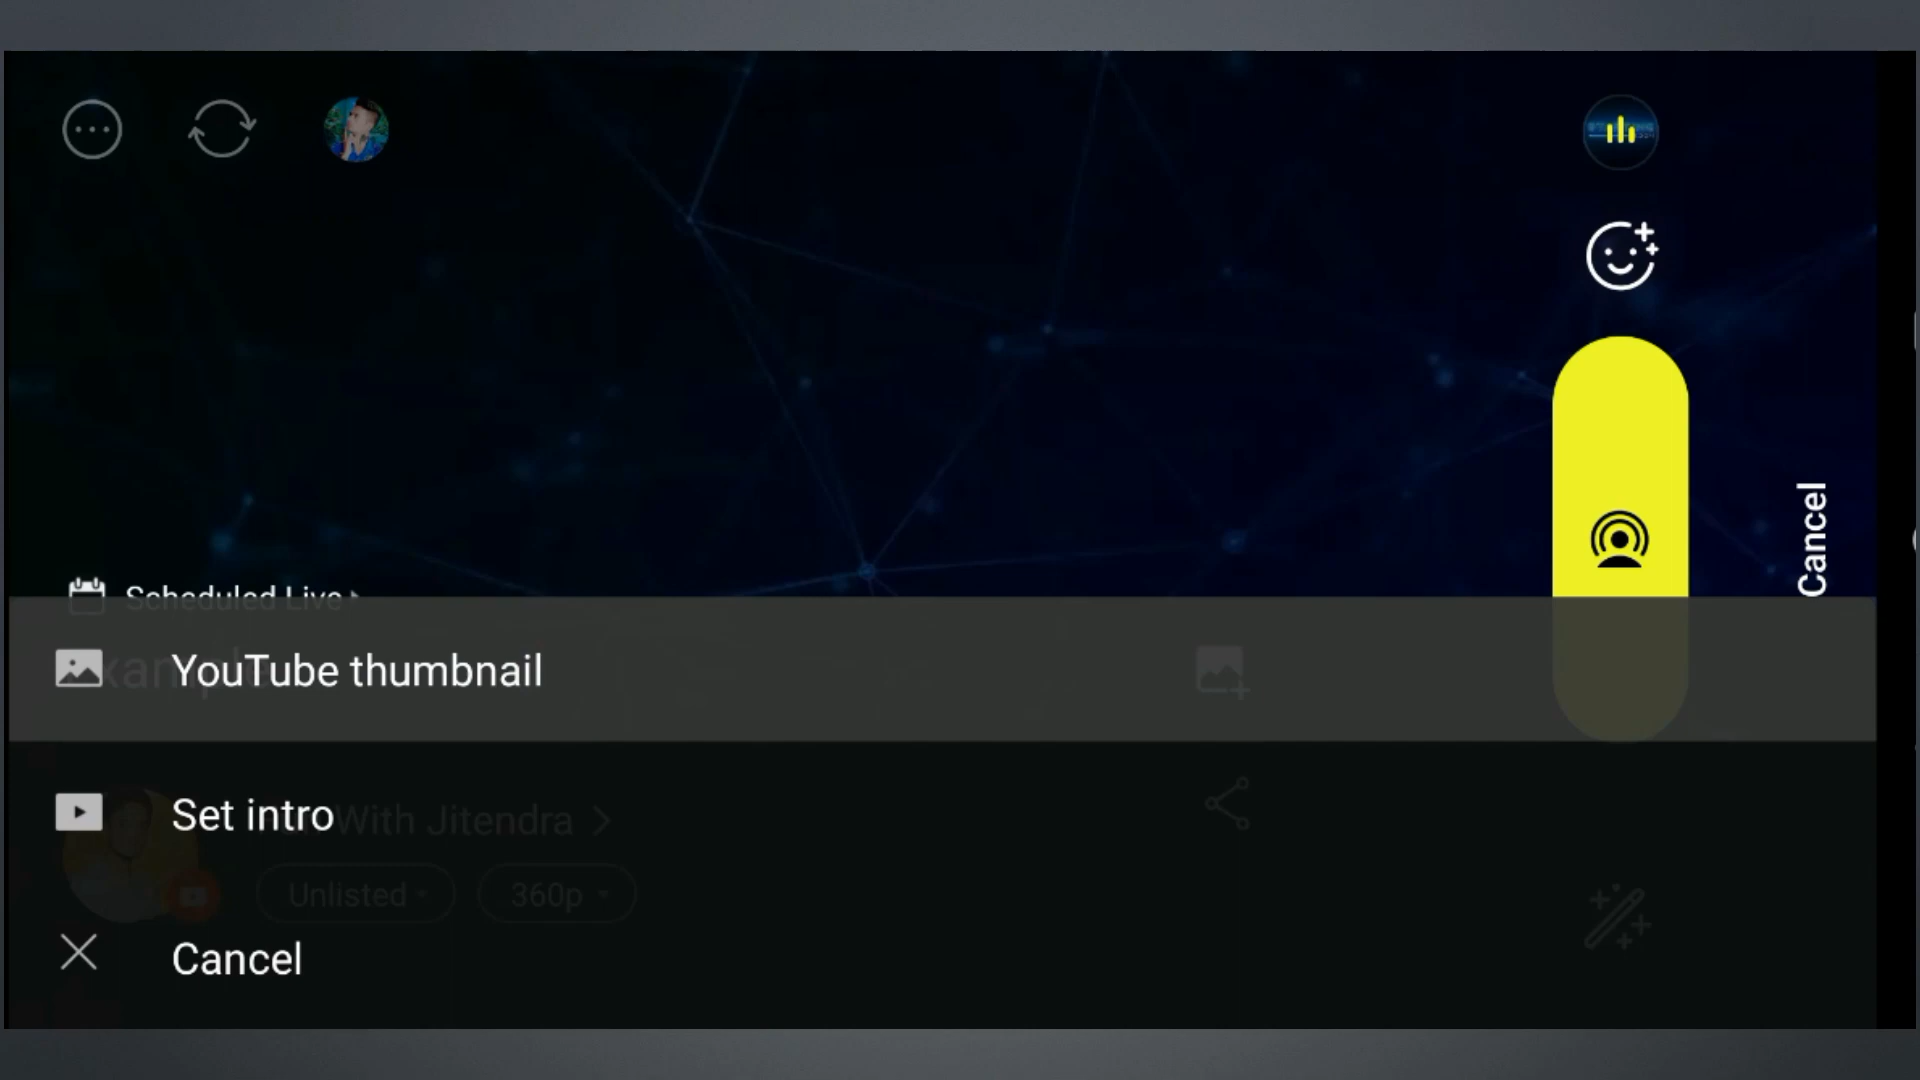 Scheduled Live
YouTube thumbnail
Set intro
With Jitendra
Unlisted
360p
Cancel
Cancel